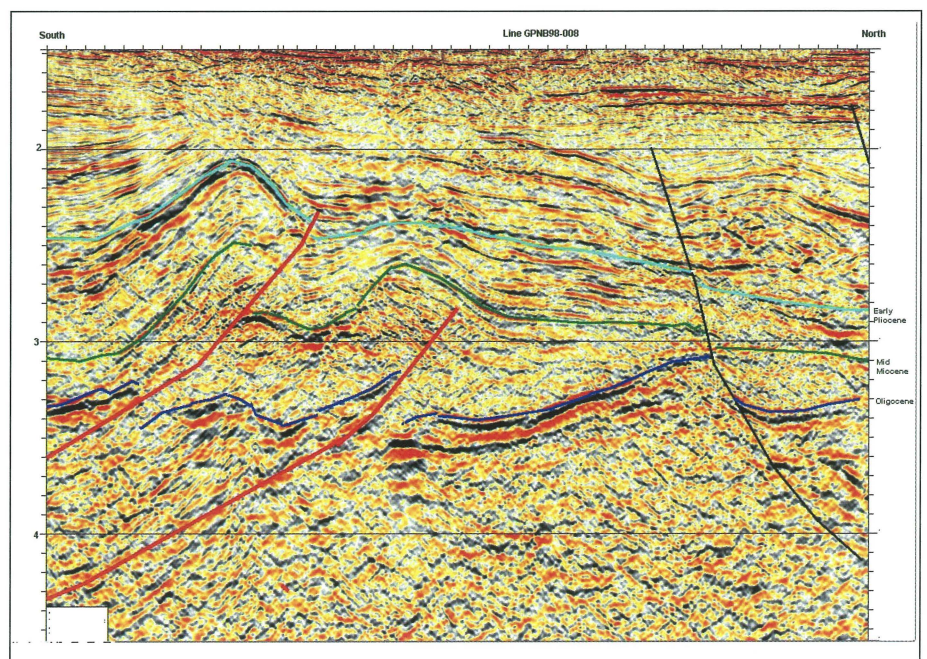 South
Line GPNB98-008
North
2
3
4
Early
Pliocene
Mid
Miocene
Oligocene